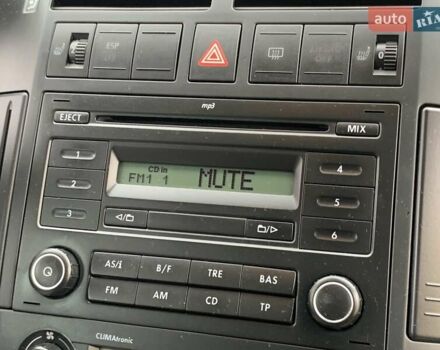 auto RIA
ESP
OFF
mp3
EJECT
MIX
1
2
3
CD in
FM1 1
MUTE
4
5
6
AS/i
B/F
TRE
BAS
FM
AM
CD
TP
CLIMAtronic